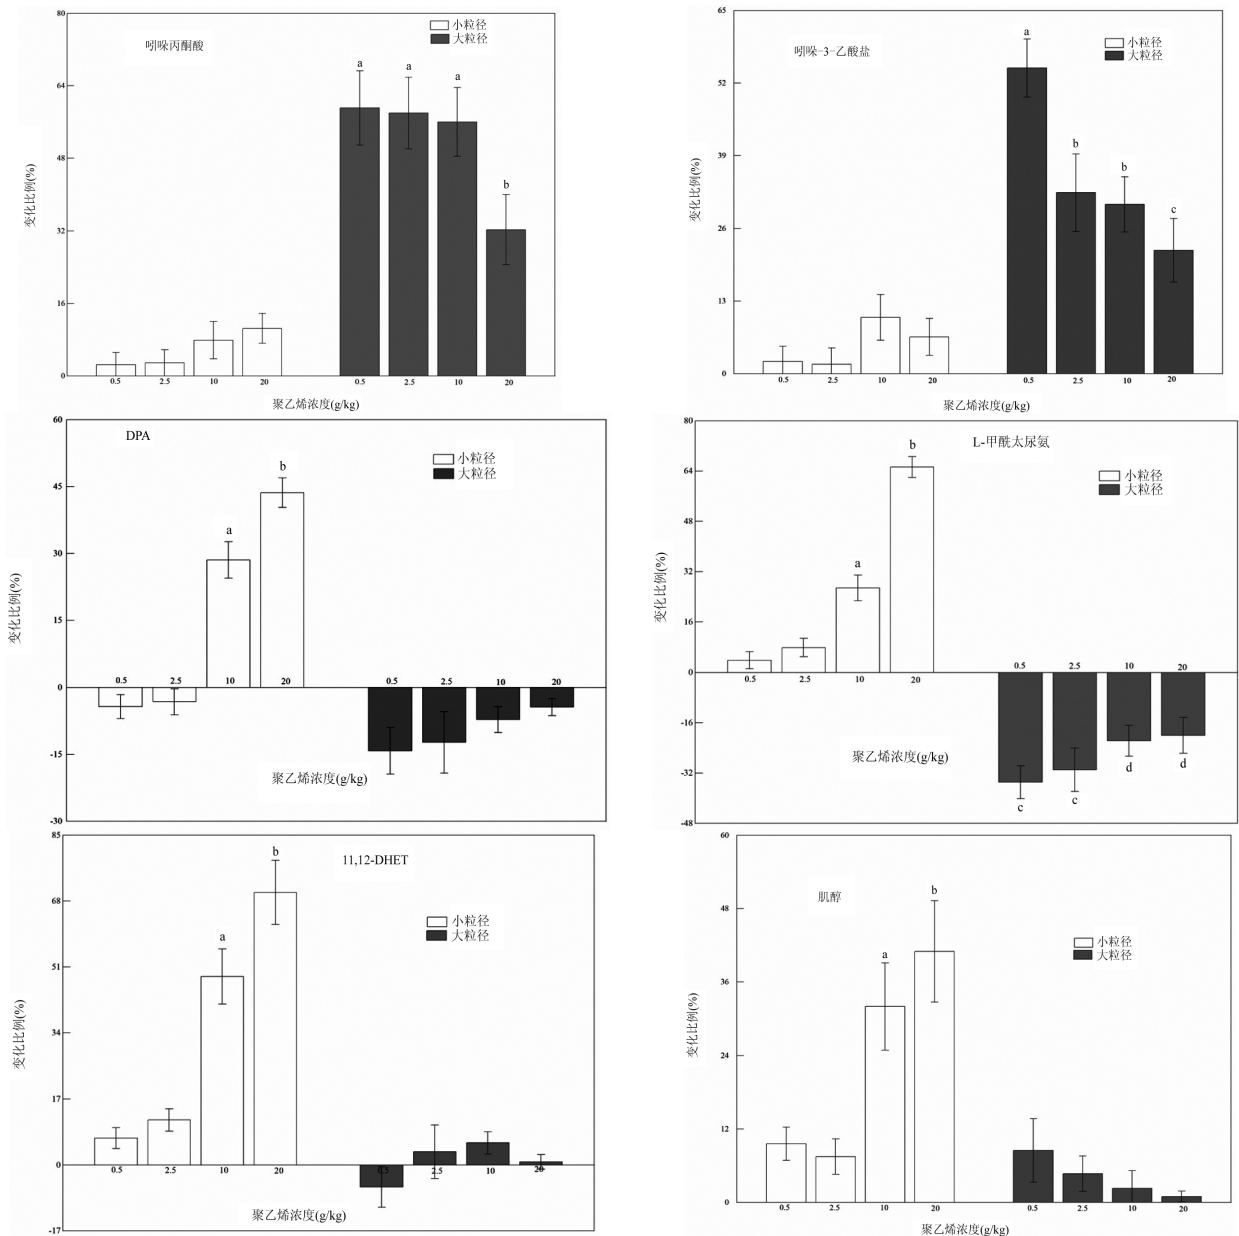 吲哚丙酮酸
小粒径
大粒径
变化比例(%)
80
64
48
32
16
0
a
a
a
b
0.5
2.5
10
20
0.5
2.5
10
20
聚乙烯浓度(g/kg)
吲哚-3-乙酸盐
小粒径
大粒径
变化比例(%)
65
52
39
26
13
0
a
b
b
c
0.5
2.5
10
20
0.5
2.5
10
20
聚乙烯浓度(g/kg)
DPA
小粒径
大粒径
变化比例(%)
60
45
30
15
0
-15
-30
a
b
0.5
2.5
10
20
0.5
2.5
10
20
聚乙烯浓度(g/kg)
L-甲酰太尿氨
小粒径
大粒径
变化比例(%)
80
64
48
32
16
0
-16
-32
-48
a
b
0.5
2.5
10
20
0.5
2.5
10
20
c
c
d
d
聚乙烯浓度(g/kg)
11,12-DHET
小粒径
大粒径
变化比例(%)
85
68
51
34
17
0
-17
a
b
0.5
2.5
10
20
0.5
2.5
10
20
聚乙烯浓度(g/kg)
肌醇
小粒径
大粒径
变化比例(%)
60
48
36
24
12
0
a
b
0.5
2.5
10
20
0.5
2.5
10
20
聚乙烯浓度(g/kg)